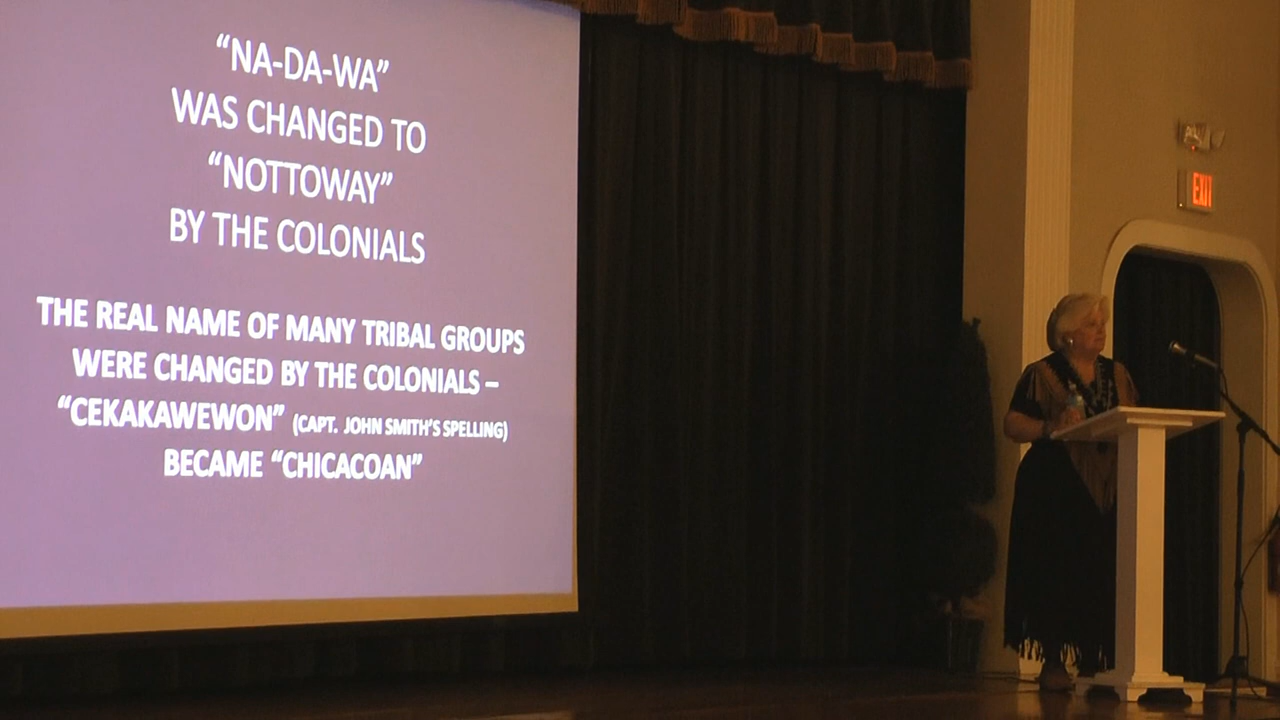 “NA-DA-WA”
WAS CHANGED TO
“NOTTOWAY”
BY THE COLONIALS
THE REAL NAME OF MANY TRIBAL GROUPS
WERE CHANGED BY THE COLONIALS –
“CEKAKAWEWON” (CAPT. JOHN SMITH’S SPELLING)
BECAME “CHICACOAN”
EXIT